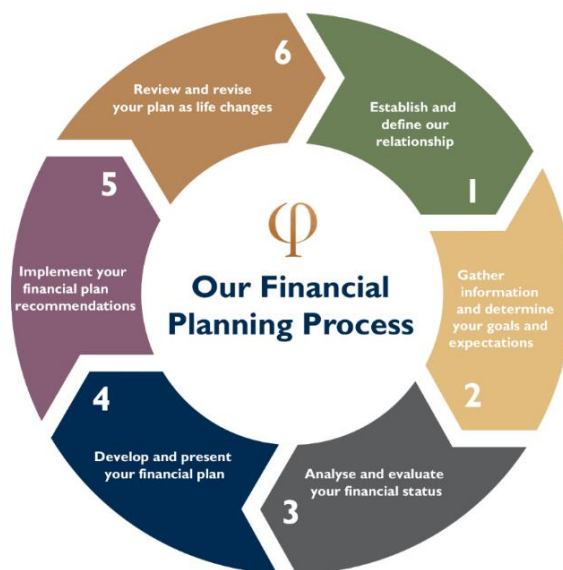 φ
Our Financial
Planning Process
Establish and
define our
relationship
1
Gather
information
and determine
your goals and
expectations
2
Analyse and evaluate
your financial status
3
Develop and present
your financial plan
4
Implement your
financial plan
recommendations
5
Review and revise
your plan as life
changes
6